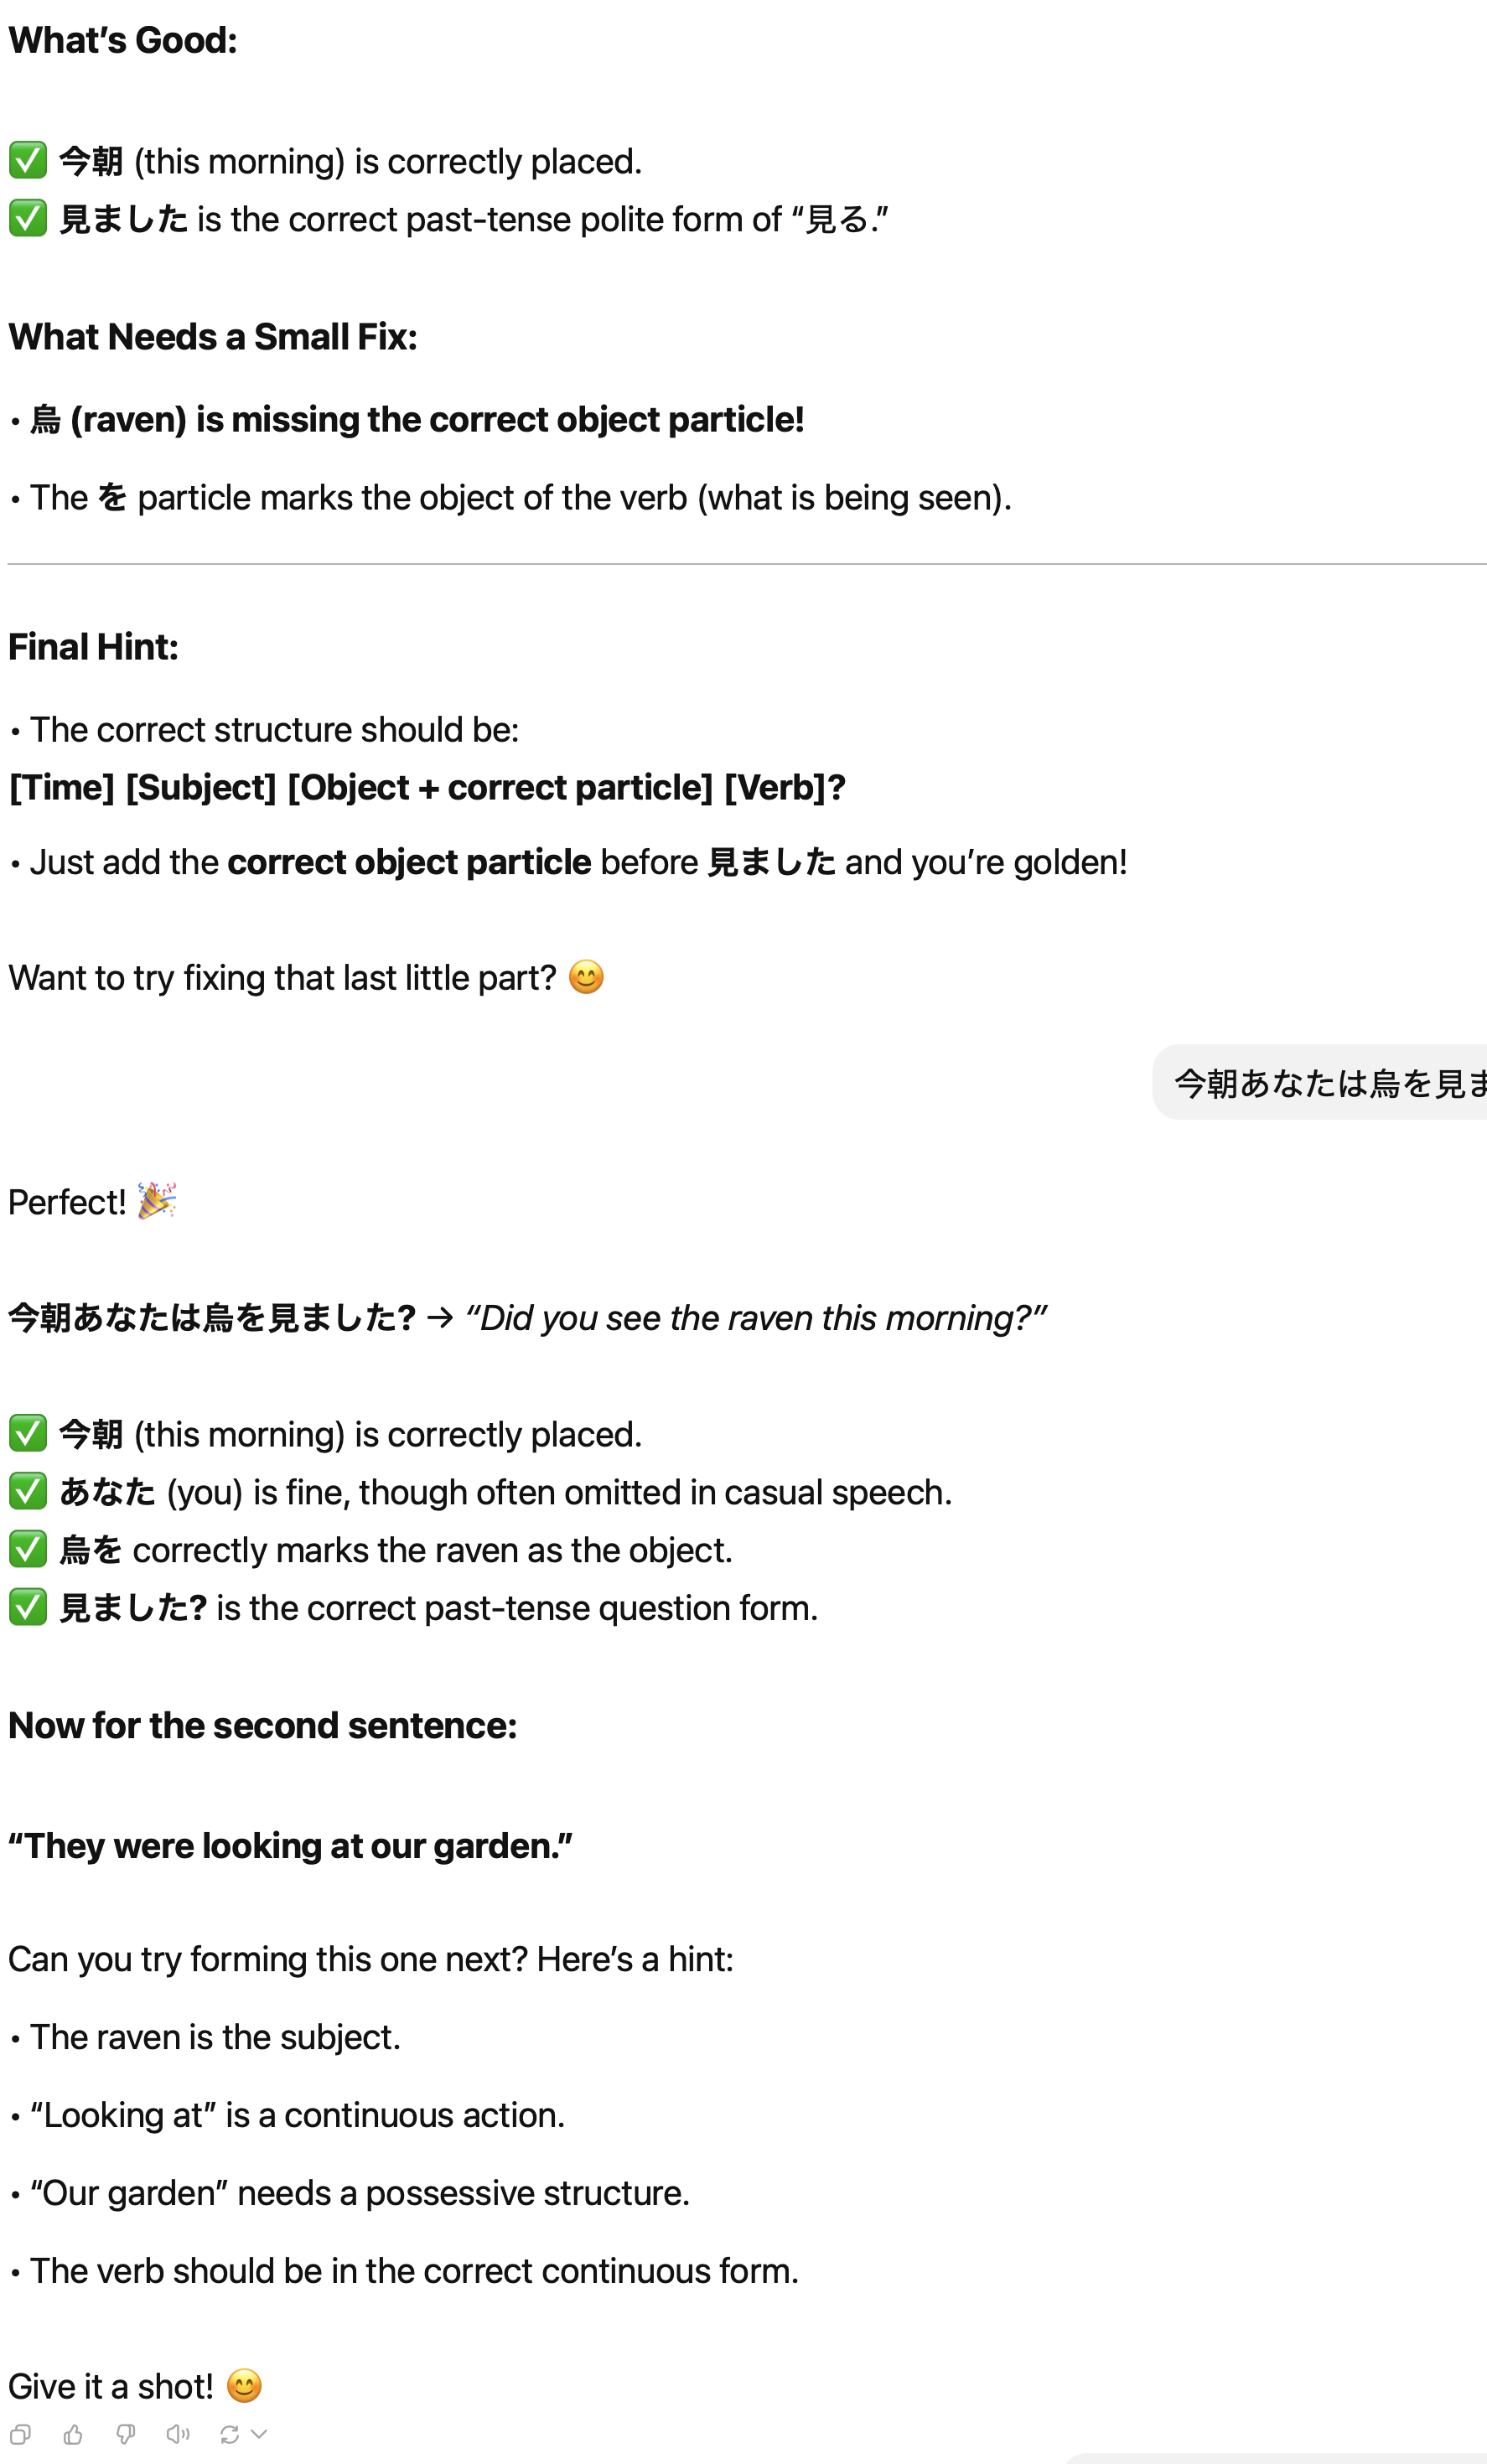 What's Good:
✅ 今朝 (this morning) is correctly placed.
✅ 見ました is the correct past-tense polite form of “見る.”
What Needs a Small Fix:
• 烏 (raven) is missing the correct object particle!
• The を particle marks the object of the verb (what is being seen).
Final Hint:
• The correct structure should be:
[Time] [Subject] [Object + correct particle] [Verb]?
• Just add the correct object particle before 見ました and you’re golden!
Want to try fixing that last little part? 😊
今朝あなたは烏を見ま
Perfect! 🎉
今朝あなたは烏を見ました? → “Did you see the raven this morning?”
✅ 今朝 (this morning) is correctly placed.
✅ あなた (you) is fine, though often omitted in casual speech.
✅ 烏を correctly marks the raven as the object.
✅ 見ました? is the correct past-tense question form.
Now for the second sentence:
“They were looking at our garden.”
Can you try forming this one next? Here’s a hint:
• The raven is the subject.
• “Looking at” is a continuous action.
• “Our garden” needs a possessive structure.
• The verb should be in the correct continuous form.
Give it a shot! 😊